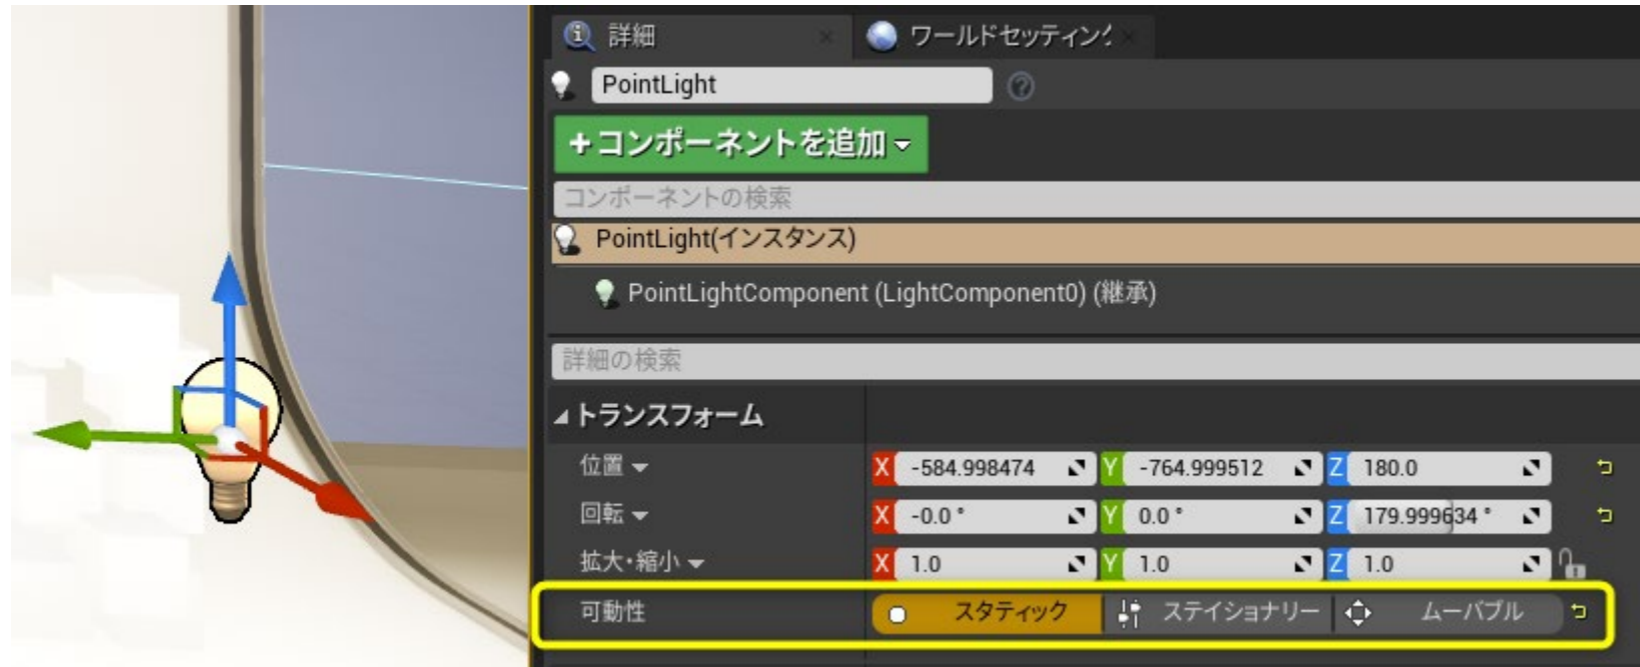 詳細
ワールドセッティング
PointLight
+コンポーネントを追加
コンポーネントの検索
PointLight(インスタンス)
PointLightComponent (LightComponent0) (継承)
詳細の検索
トランスフォーム
位置 X -584.998474 Y -764.999512 Z 180.0
回転 X -0.0 ° Y 0.0 ° Z 179.999634 °
拡大・縮小 X 1.0 Y 1.0 Z 1.0
可動性 スタティック ステイショナリー ムーバブル